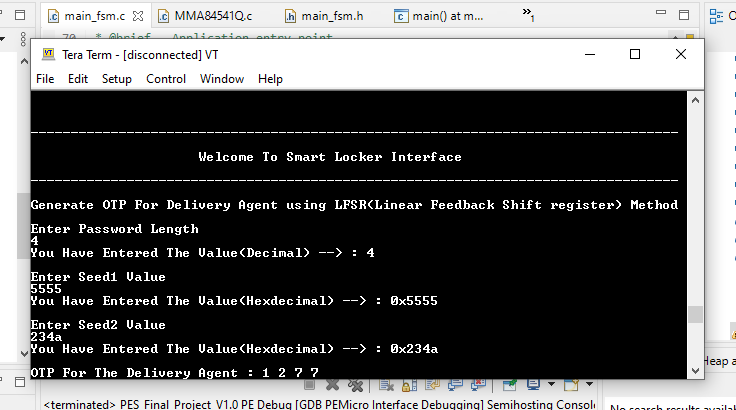 main_fsm.c
MMA84541Q.c
main_fsm.h
main() at m...
»1
70 * @brief Application entry point
Tera Term - [disconnected] VT
File Edit Setup Control Window Help
Welcome To Smart Locker Interface
Generate OTP For Delivery Agent using LFSR(Linear Feedback Shift register) Method
Enter Password Length
4
You Have Entered The Value(Decimal) --> : 4
Enter Seed1 Value
5555
You Have Entered The Value(Hexdecimal) --> : 0x5555
Enter Seed2 Value
234a
You Have Entered The Value(Hexdecimal) --> : 0x234a
OTP For The Delivery Agent : 1 2 7 7
Heap a
<terminated> PES_Final_Project_V1.0 PE Debug [GDB PEMicro Interface Debugging] Semihosting Consol
No search results availa